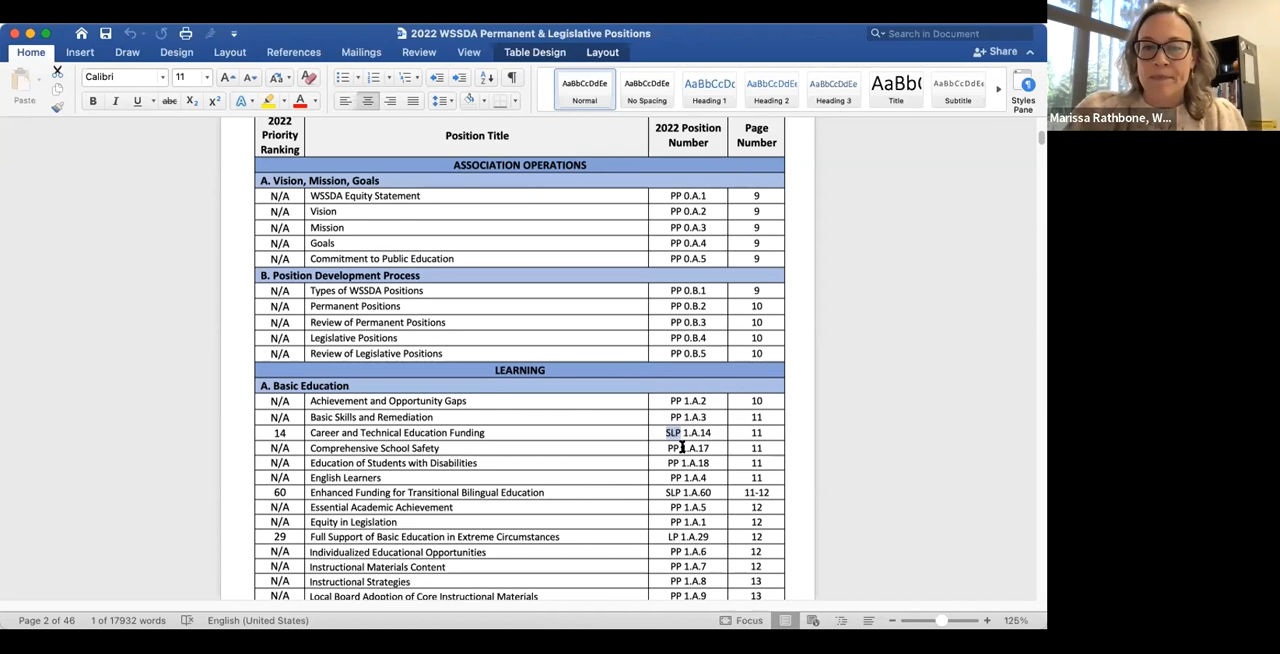 2022 WSSDA Permanent & Legislative Positions
Search in Document
Home Insert Draw Design Layout References Mailings Review View Table Design Layout Share
Paste
Calibri 11
AaBbCcDdEe AaBbCcDdEe AaBbCcDc AaBbCcDdEe AaBbCcDdEe AaBb( AaBbCcDdEe
Normal No Spacing Heading 1 Heading 2 Heading 3 Title Subtitle
Styles
Pane
Marissa Rathbone, W...
2022 Priority Ranking Position Title 2022 Position Number Page Number
ASSOCIATION OPERATIONS
A. Vision, Mission, Goals
N/A WSSDA Equity Statement PP 0.A.1 9
N/A Vision PP 0.A.2 9
N/A Mission PP 0.A.3 9
N/A Goals PP 0.A.4 9
N/A Commitment to Public Education PP 0.A.5 9
B. Position Development Process
N/A Types of WSSDA Positions PP 0.B.1 9
N/A Permanent Positions PP 0.B.2 10
N/A Review of Permanent Positions PP 0.B.3 10
N/A Legislative Positions PP 0.B.4 10
N/A Review of Legislative Positions PP 0.B.5 10
LEARNING
A. Basic Education
N/A Achievement and Opportunity Gaps PP 1.A.2 10
N/A Basic Skills and Remediation PP 1.A.3 11
14 Career and Technical Education Funding SLP 1.A.14 11
N/A Comprehensive School Safety PP 1.A.17 11
N/A Education of Students with Disabilities PP 1.A.18 11
N/A English Learners PP 1.A.4 11
60 Enhanced Funding for Transitional Bilingual Education SLP 1.A.60 11-12
N/A Essential Academic Achievement PP 1.A.5 12
N/A Equity in Legislation PP 1.A.1 12
29 Full Support of Basic Education in Extreme Circumstances LP 1.A.29 12
N/A Individualized Educational Opportunities PP 1.A.6 12
N/A Instructional Materials Content PP 1.A.7 12
N/A Instructional Strategies PP 1.A.8 13
N/A Local Board Adoption of Core Instructional Materials PP 1.A.9 13
Page 2 of 46 1 of 17932 words English (United States) Focus 125%